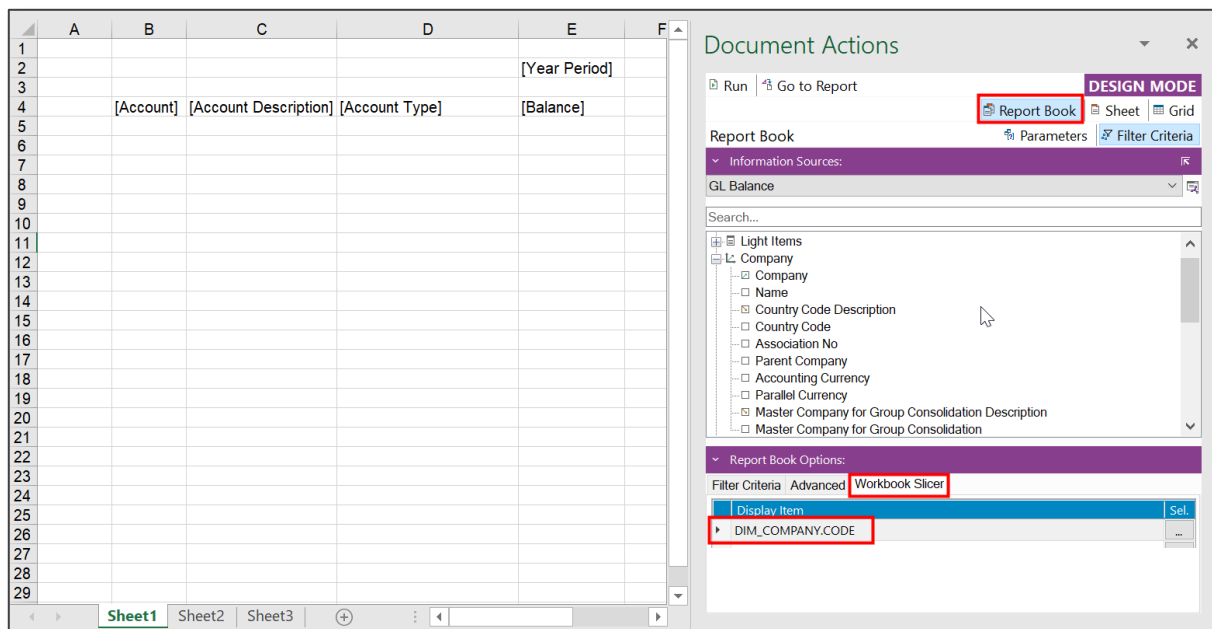 A B C D E F
1
2 [Year Period]
3
4 [Account] [Account Description] [Account Type] [Balance]
5
6
7
8
9
10
11
12
13
14
15
16
17
18
19
20
21
22
23
24
25
26
27
28
29
Sheet1 Sheet2 Sheet3
Document Actions
Run Go to Report DESIGN MODE
Report Book Sheet Grid
Report Book Parameters Filter Criteria
Information Sources:
GL Balance
Search...
Light Items
Company
Company
Name
Country Code Description
Country Code
Association No
Parent Company
Accounting Currency
Parallel Currency
Master Company for Group Consolidation Description
Master Company for Group Consolidation
Report Book Options:
Filter Criteria Advanced Workbook Slicer
Display Item Sel.
DIM_COMPANY.CODE ...